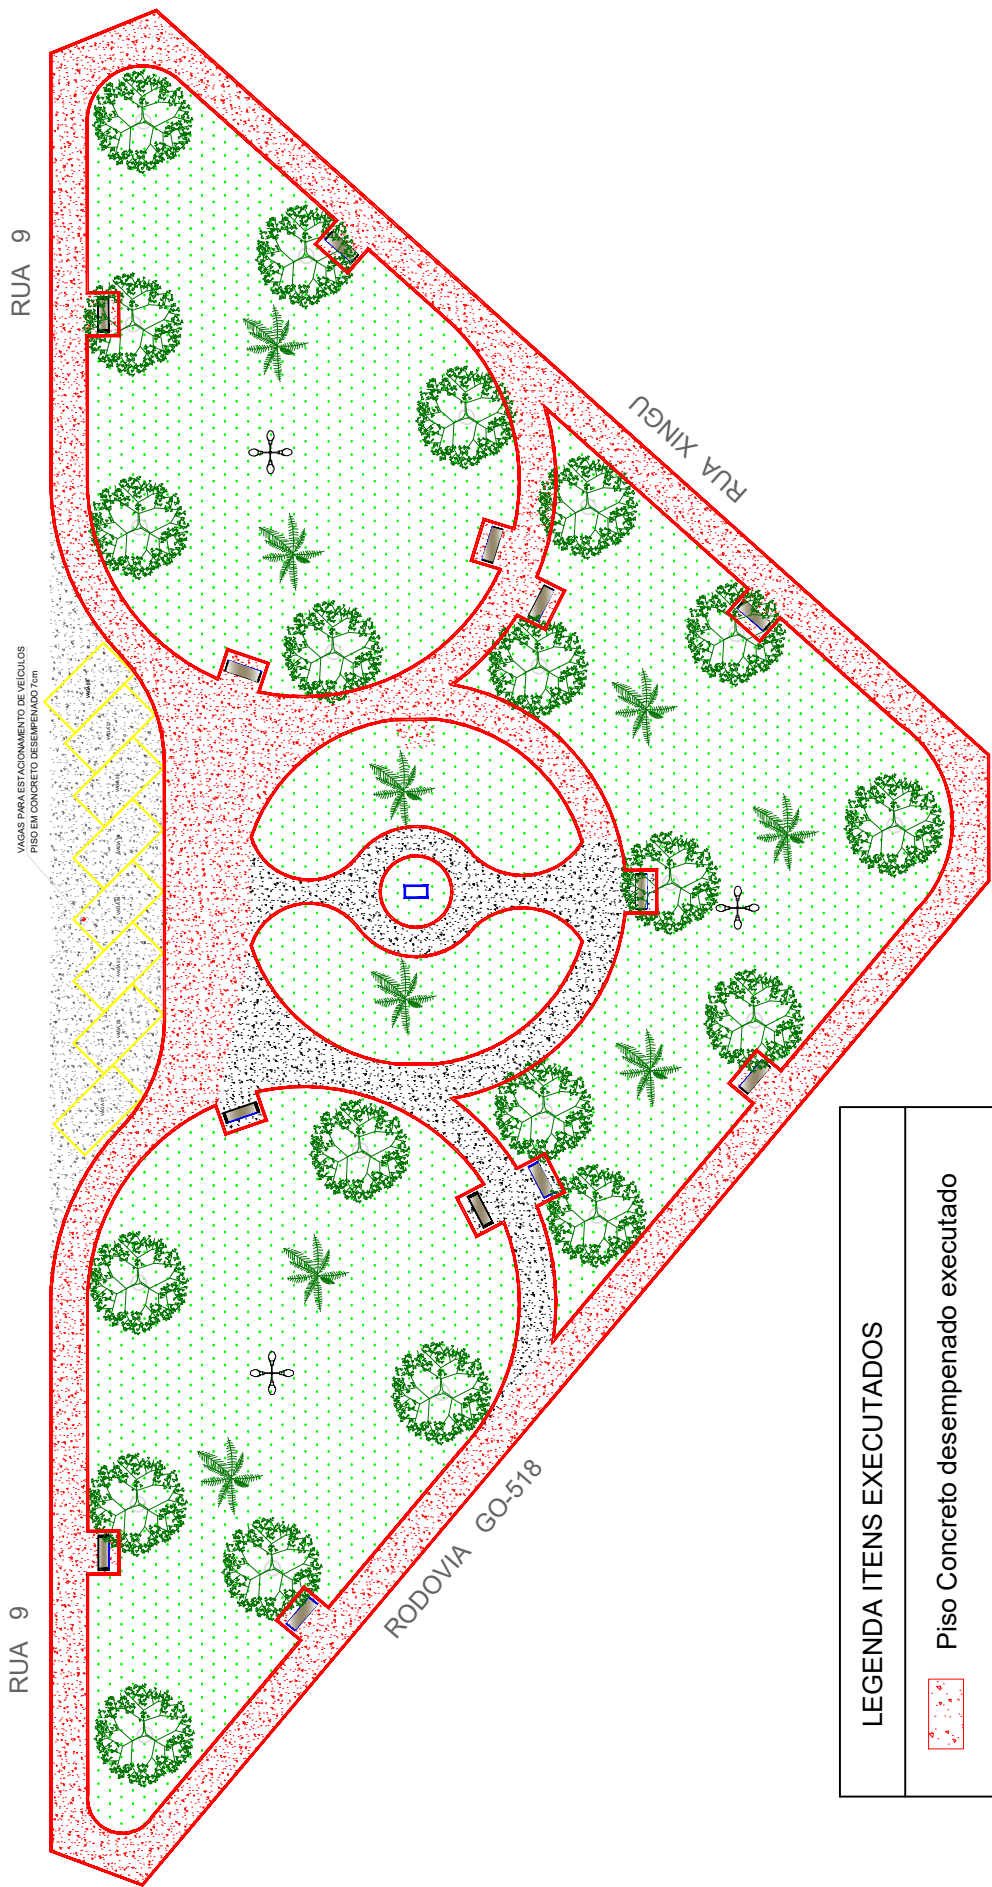 RUA 9
RUA 9
VAGAS PARA ESTACIONAMENTO DE VEÍCULOS
PISO EM CONCRETO DESEMPENADO 7cm
RUA XINGU
RODOVIA GO-518
LEGENDA ITENS EXECUTADOS
Piso Concreto desempenado executado